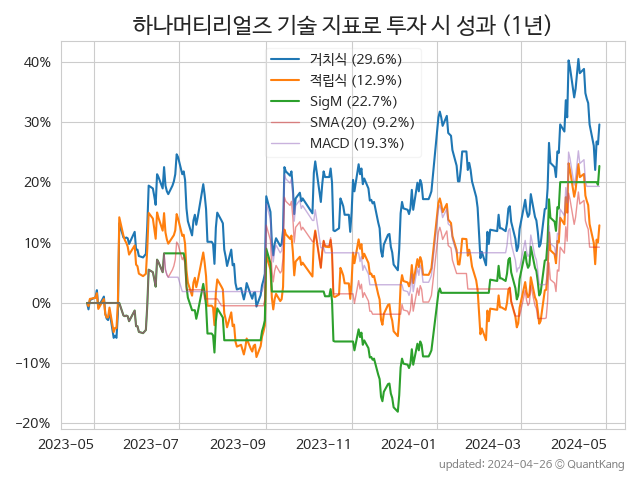 하나머티리얼즈 기술 지표로 투자 시 성과 (1년)
거치식 (29.6%)
적립식 (12.9%)
SigM (22.7%)
SMA(20) (9.2%)
MACD (19.3%)
40%
30%
20%
10%
0%
−10%
−20%
2023-05 2023-07 2023-09 2023-11 2024-01 2024-03 2024-05
updated: 2024-04-26 © QuantKang